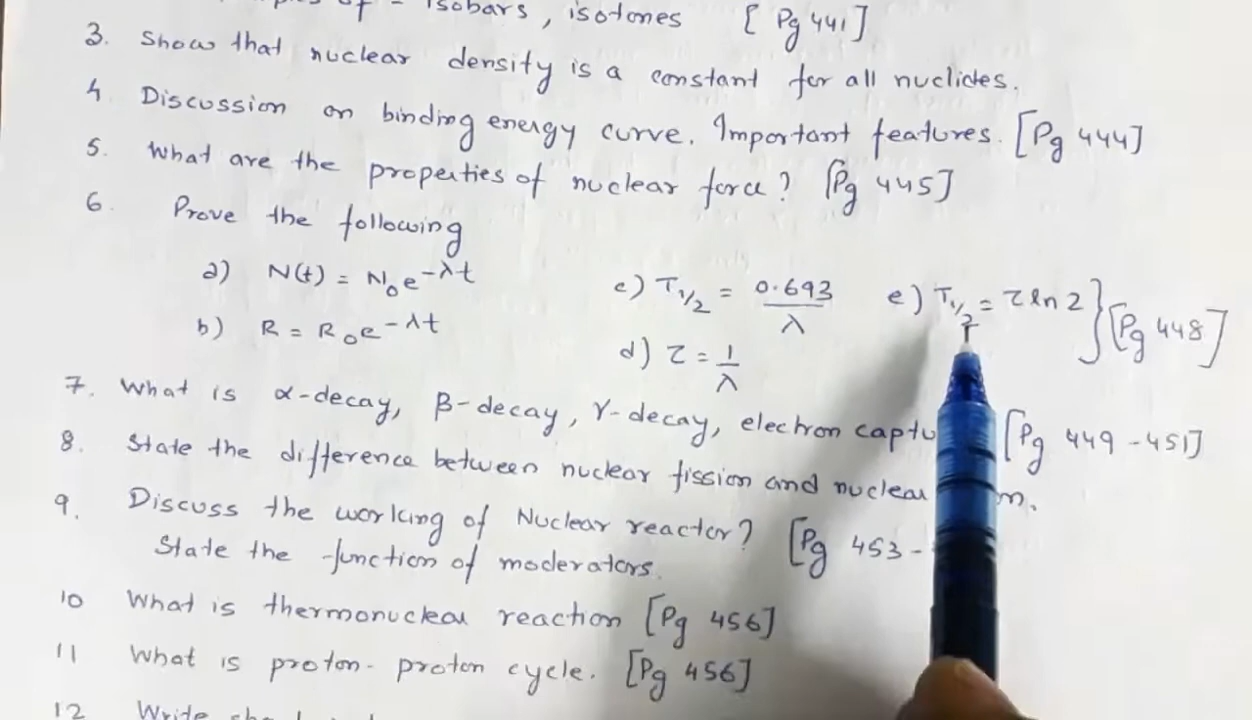 of - isobars, isotones [Pg 441]
3. Show that nuclear density is a constant for all nuclides.
4 Discussion on binding energy curve. Important features. [Pg 444]
5. What are the properties of nuclear force? [Pg 445]
6. Prove the following
a) N(t) = N₀e^-λt c) T½ = 0.693/λ e) T½ = τ ln 2 } [Pg 448]
b) R = R₀e^-λt d) τ = 1/λ
7. What is α-decay, β-decay, γ-decay, electron captu [Pg 449-451]
8. State the difference between nuclear fission and nuclear n.
9. Discuss the working of Nuclear reactor? [Pg 453-
State the function of moderators.
10 What is thermonuclear reaction [Pg 456]
11 What is proton-proton cycle. [Pg 456]
12 Write